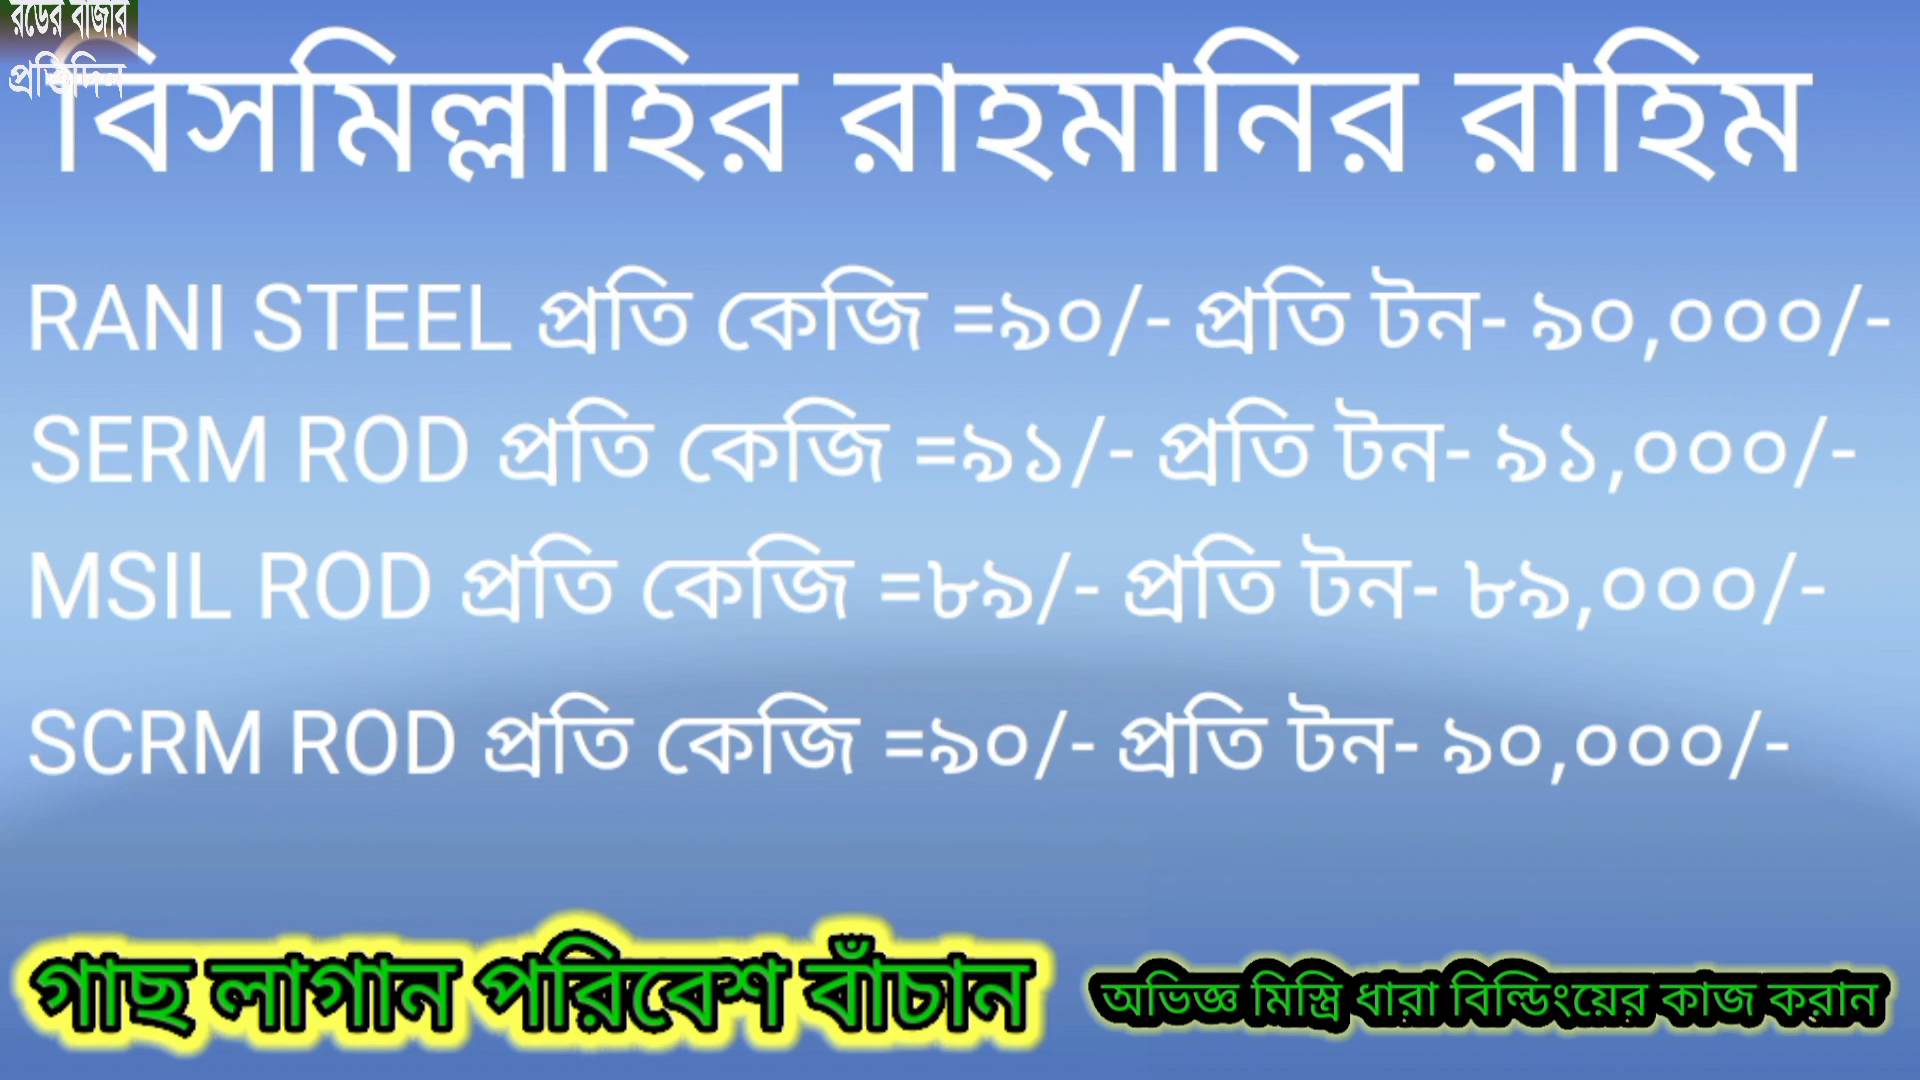 রডের বাজার
প্রতিদিন
বিসমিল্লাহির রাহমানির রাহিম
RANI STEEL প্রতি কেজি =৯০/- প্রতি টন- ৯০,০০০/-
SERM ROD প্রতি কেজি =৯১/- প্রতি টন- ৯১,০০০/-
MSIL ROD প্রতি কেজি =৮৯/- প্রতি টন- ৮৯,০০০/-
SCRM ROD প্রতি কেজি =৯০/- প্রতি টন- ৯০,০০০/-
গাছ লাগান পরিবেশ বাঁচান
অভিজ্ঞ মিস্ত্রি ধারা বিল্ডিংয়ের কাজ করান